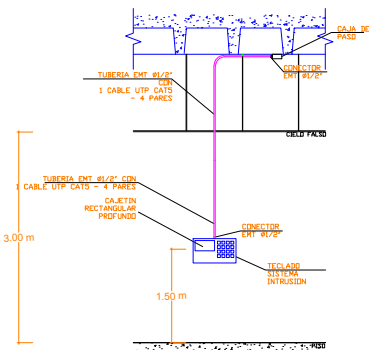 CAJA DE
PASO
CONECTOR
EMT Ø1/2"
TUBERIA EMT Ø1/2"
CON
1 CABLE UTP CAT5
- 4 PARES
CIELO FALSO
TUBERIA EMT Ø1/2" CON
1 CABLE UTP CAT5 - 4 PARES
CAJETIN
RECTANGULAR
PROFUNDO
CONECTOR
EMT Ø1/2"
3.00 m
TECLADO
SISTEMA
INTRUSION
1.50 m
PISO